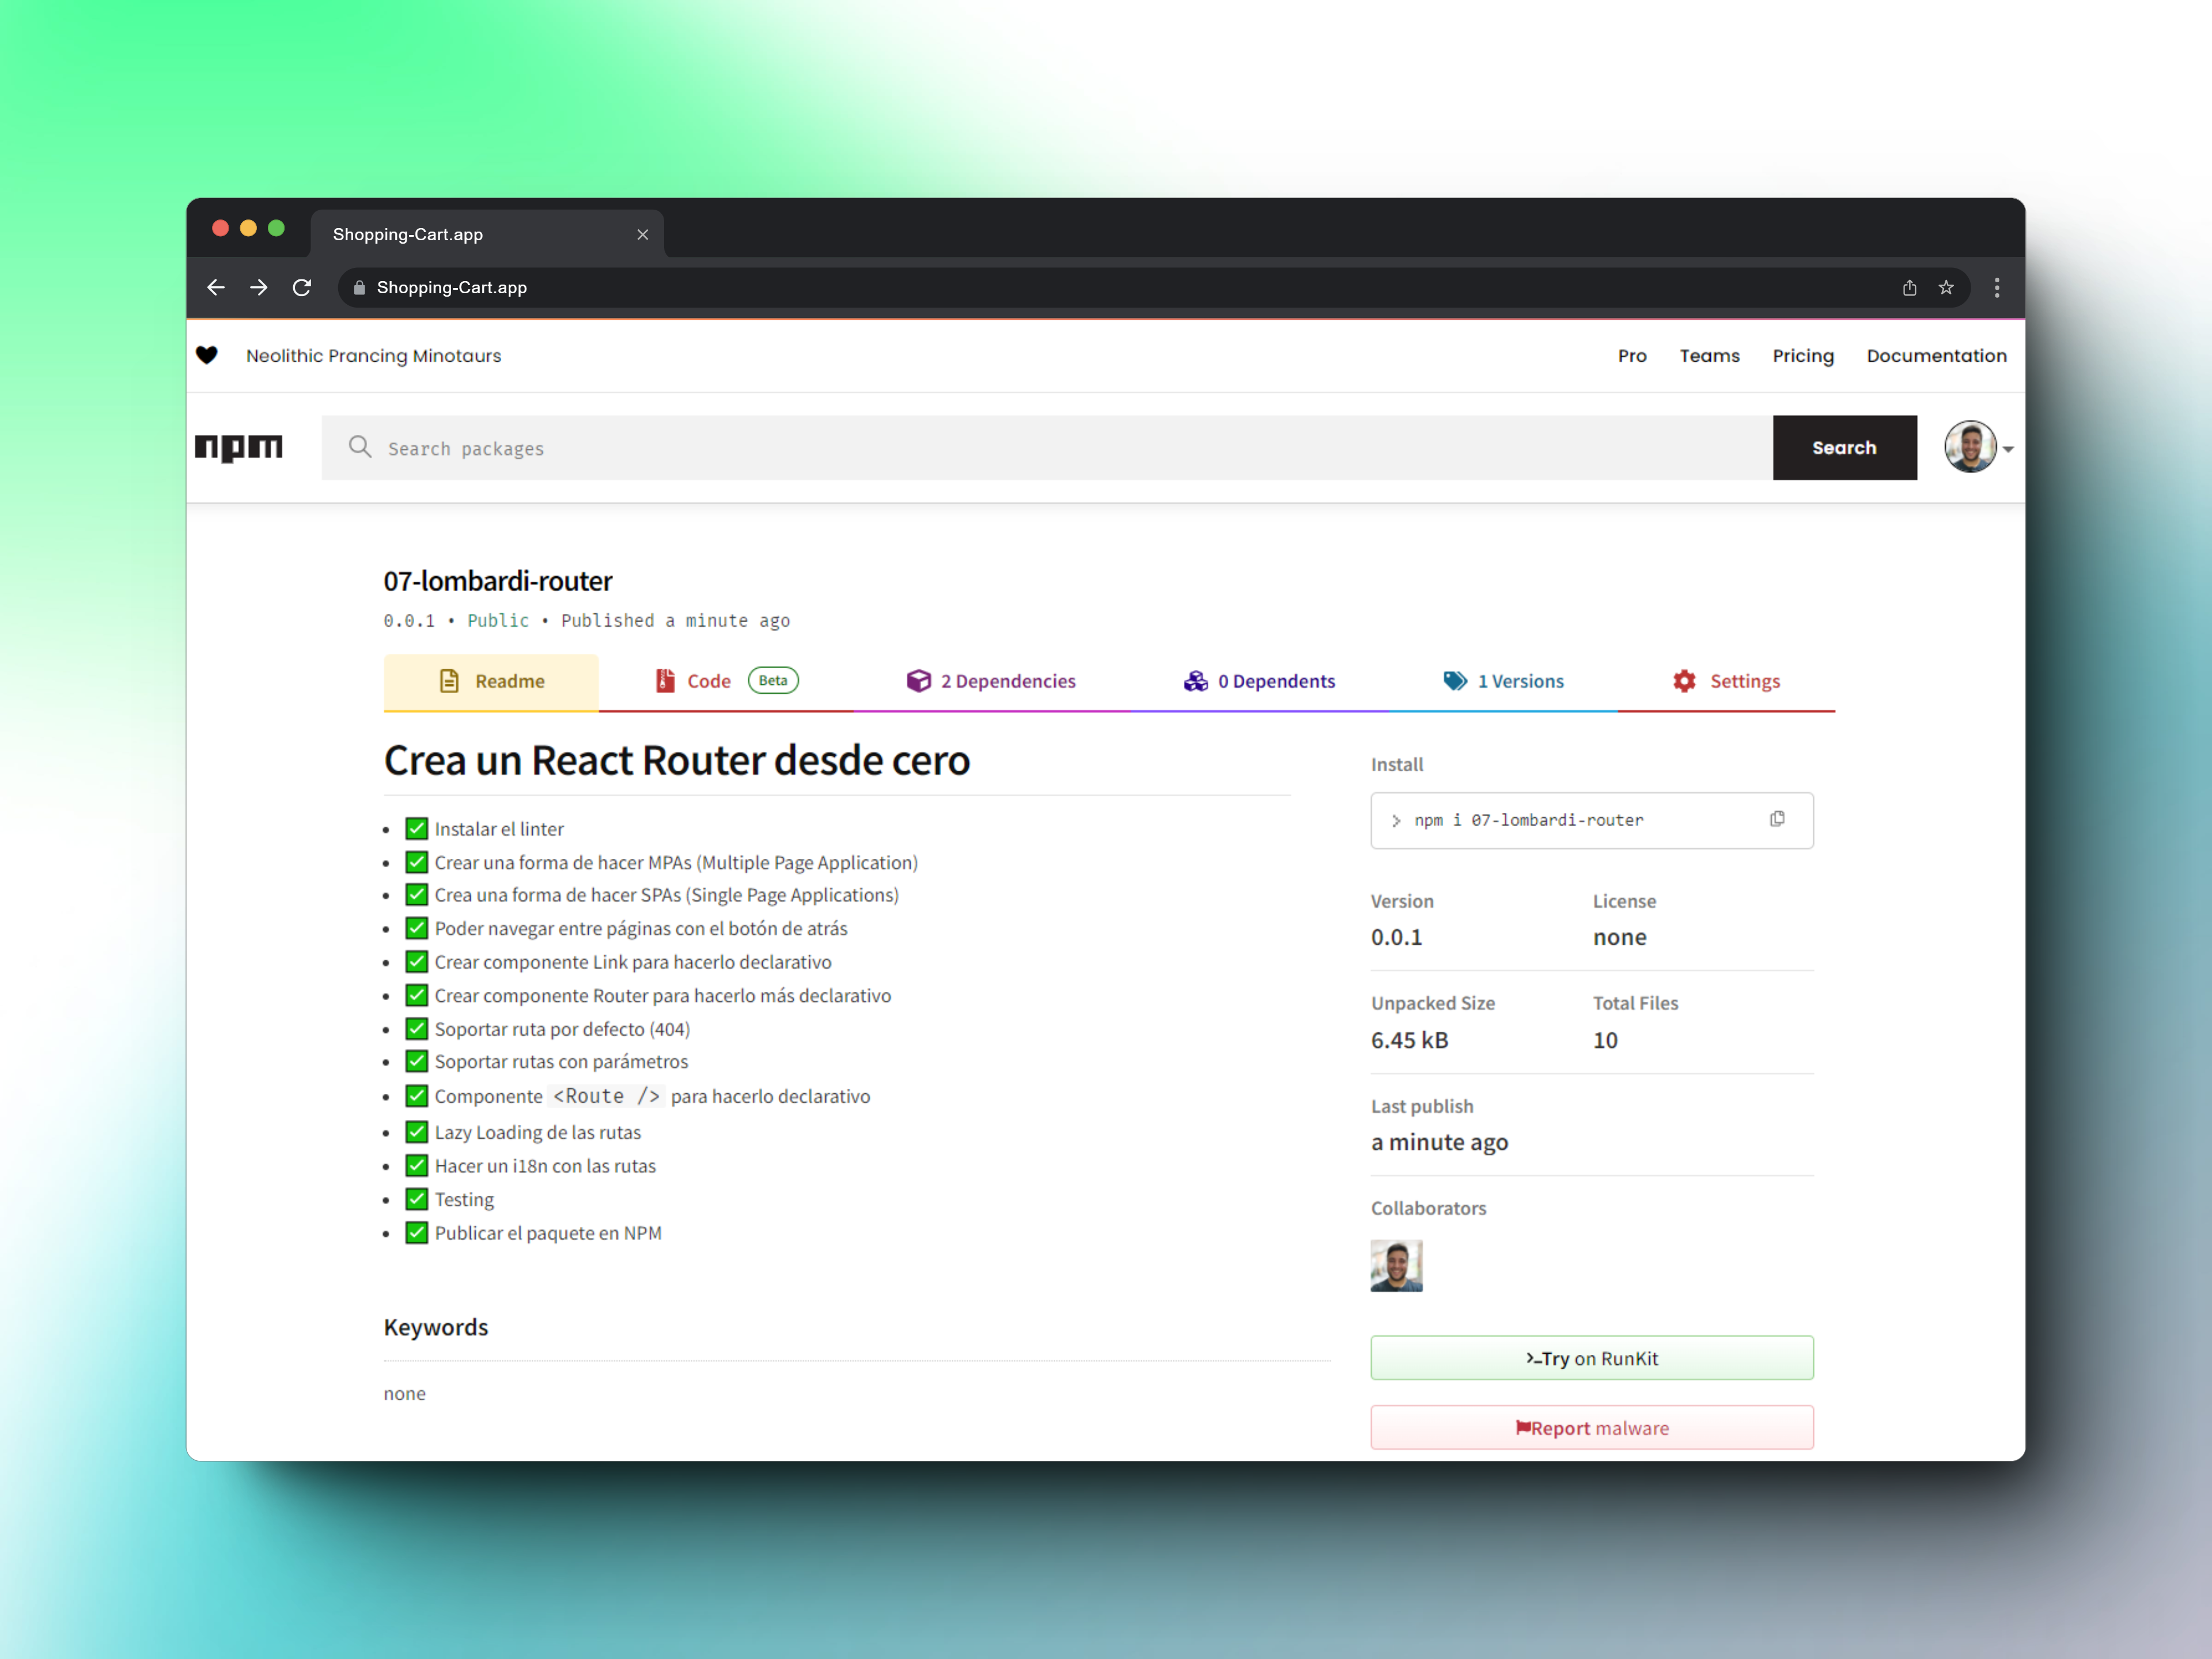 Shopping-Cart.app
Shopping-Cart.app
Neolithic Prancing Minotaurs
Pro Teams Pricing Documentation
npm
Search packages
Search
07-lombardi-router
0.0.1 • Public • Published a minute ago
Readme
Code Beta
2 Dependencies
0 Dependents
1 Versions
Settings
Crea un React Router desde cero
• ✅ Instalar el linter
• ✅ Crear una forma de hacer MPAs (Multiple Page Application)
• ✅ Crea una forma de hacer SPAs (Single Page Applications)
• ✅ Poder navegar entre páginas con el botón de atrás
• ✅ Crear componente Link para hacerlo declarativo
• ✅ Crear componente Router para hacerlo más declarativo
• ✅ Soportar ruta por defecto (404)
• ✅ Soportar rutas con parámetros
• ✅ Componente <Route /> para hacerlo declarativo
• ✅ Lazy Loading de las rutas
• ✅ Hacer un i18n con las rutas
• ✅ Testing
• ✅ Publicar el paquete en NPM
Keywords
none
Install
> npm i 07-lombardi-router
Version License
0.0.1 none
Unpacked Size Total Files
6.45 kB 10
Last publish
a minute ago
Collaborators
Try on RunKit
Report malware